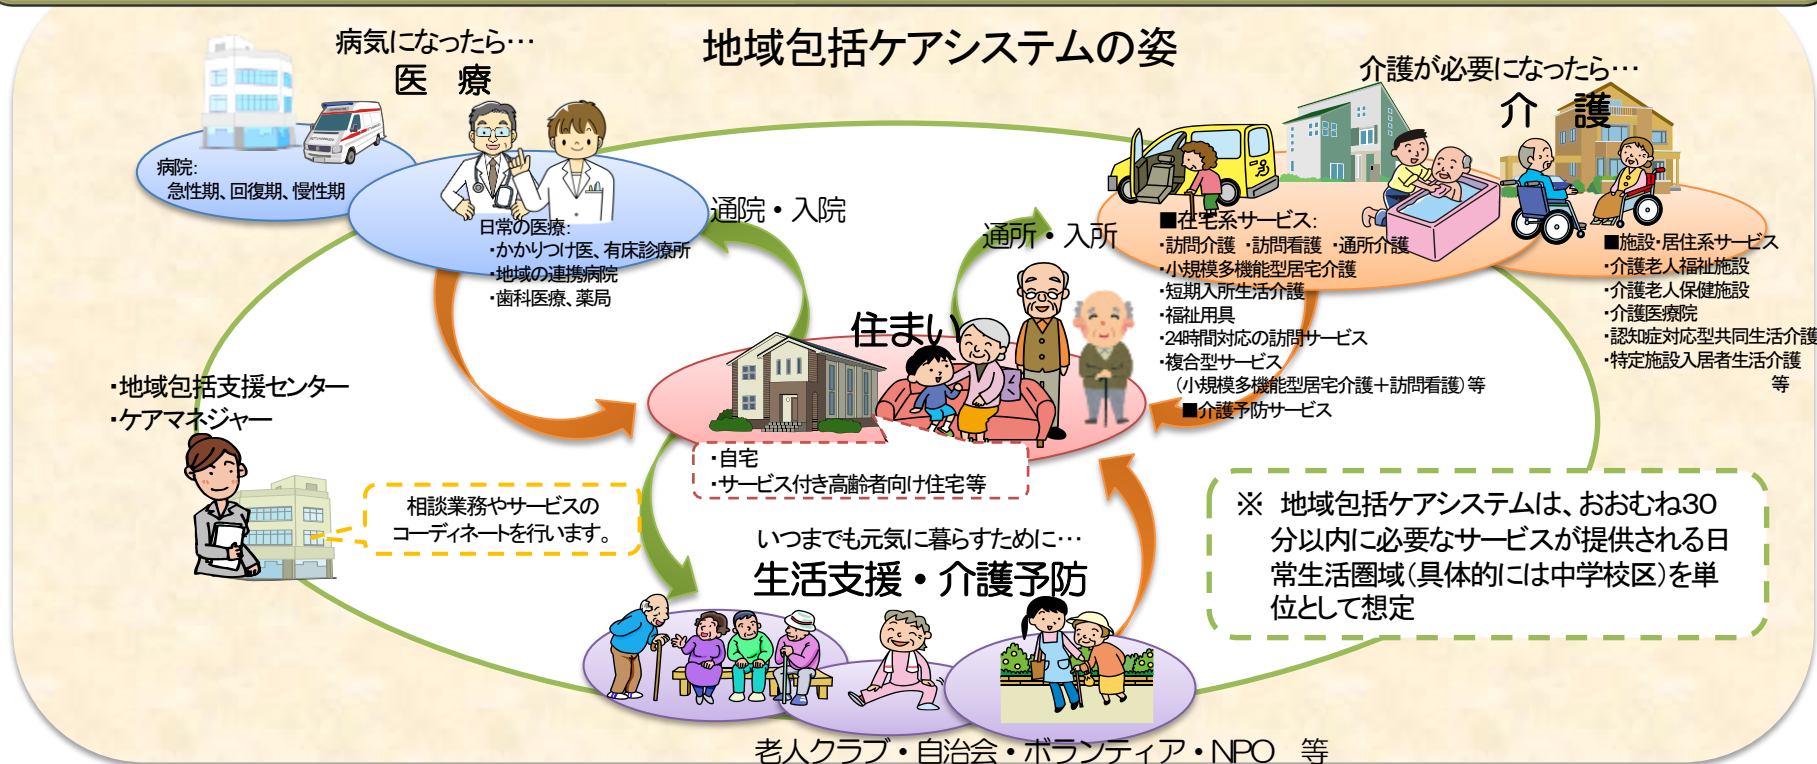 地域包括ケアシステムの姿
病気になったら…
医 療
病院:
急性期、回復期、慢性期
日常の医療:
・かかりつけ医、有床診療所
・地域の連携病院
・歯科医療、薬局
通院・入院
通所・入所
介護が必要になったら…
介 護
■在宅系サービス:
・訪問介護 ・訪問看護 ・通所介護
・小規模多機能型居宅介護
・短期入所生活介護
・福祉用具
・24時間対応の訪問サービス
・複合型サービス
(小規模多機能型居宅介護+訪問看護)等
■介護予防サービス
■施設・居住系サービス
・介護老人福祉施設
・介護老人保健施設
・介護医療院
・認知症対応型共同生活介護
・特定施設入居者生活介護
等
住まい
・自宅
・サービス付き高齢者向け住宅等
・地域包括支援センター
・ケアマネジャー
相談業務やサービスの
コーディネートを行います。
いつまでも元気に暮らすために…
生活支援・介護予防
老人クラブ・自治会・ボランティア・NPO 等
※ 地域包括ケアシステムは、おおむね30
分以内に必要なサービスが提供される日
常生活圏域(具体的には中学校区)を単
位として想定